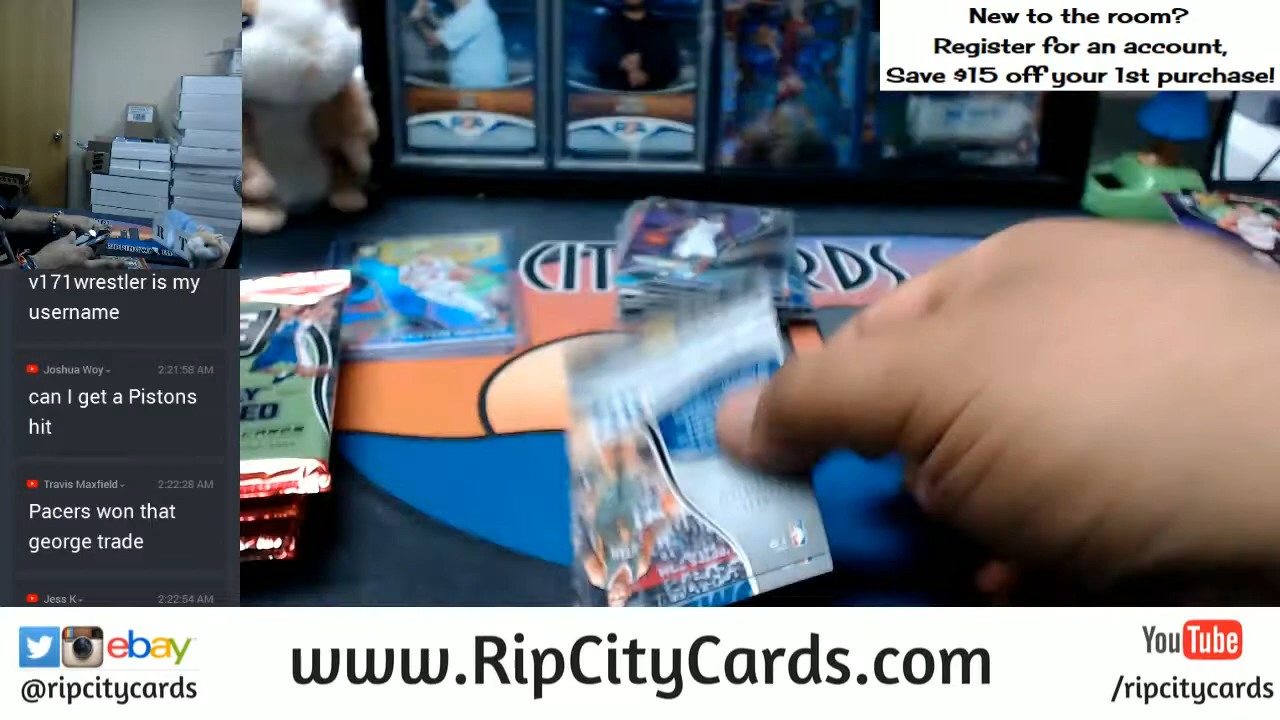 New to the room?
Register for an account,
Save $15 off your 1st purchase!
v171wrestler is my
username
Joshua Woy
2:21:58 AM
can I get a Pistons
hit
Travis Maxfield
2:22:28 AM
Pacers won that
george trade
Jess K
2:22:54 AM
CIT
RDS
ebay
@ripcitycards
www.RipCityCards.com
YouTube
/ripcitycards